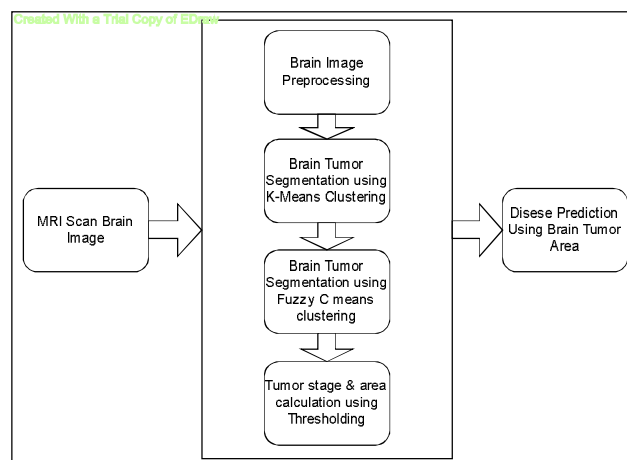 Created With a Trial Copy of EDraw
Brain Image
Preprocessing
Brain Tumor
Segmentation using
K-Means Clustering
MRI Scan Brain
Image
Disese Prediction
Using Brain Tumor
Area
Brain Tumor
Segmentation using
Fuzzy C means
clustering
Tumor stage & area
calculation using
Thresholding